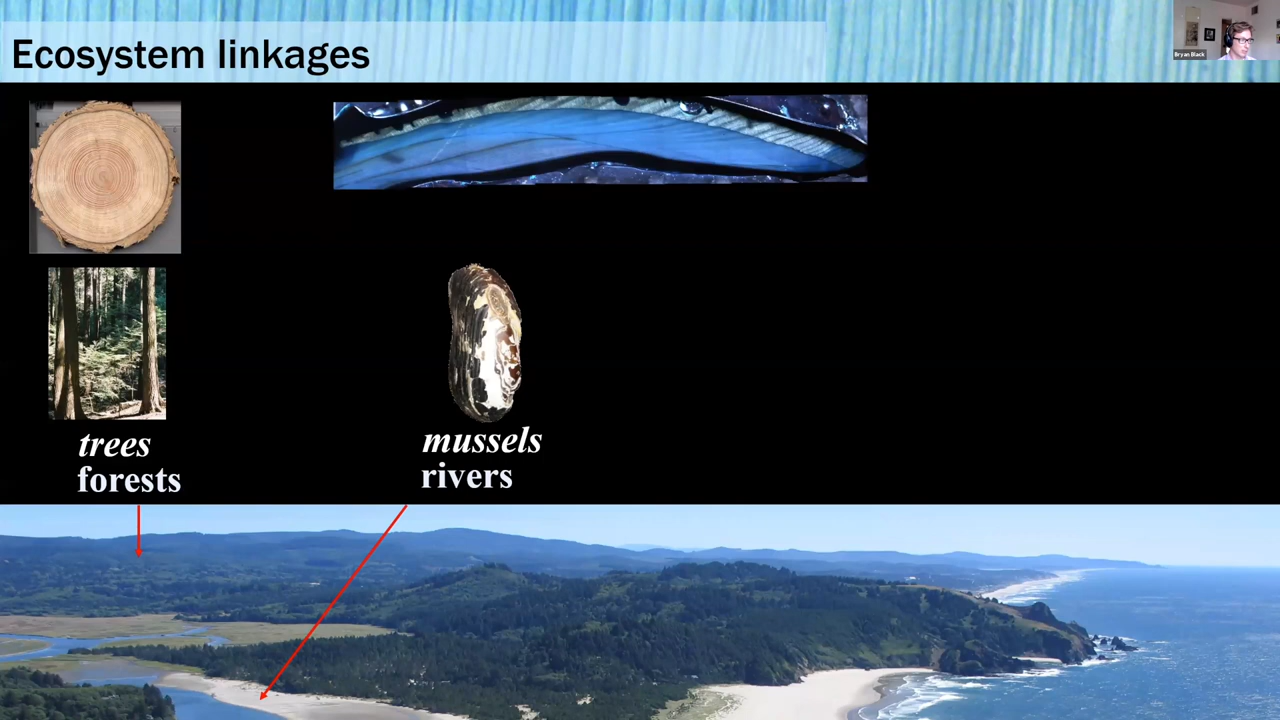 Ecosystem linkages
Bryan Black
trees
forests
mussels
rivers